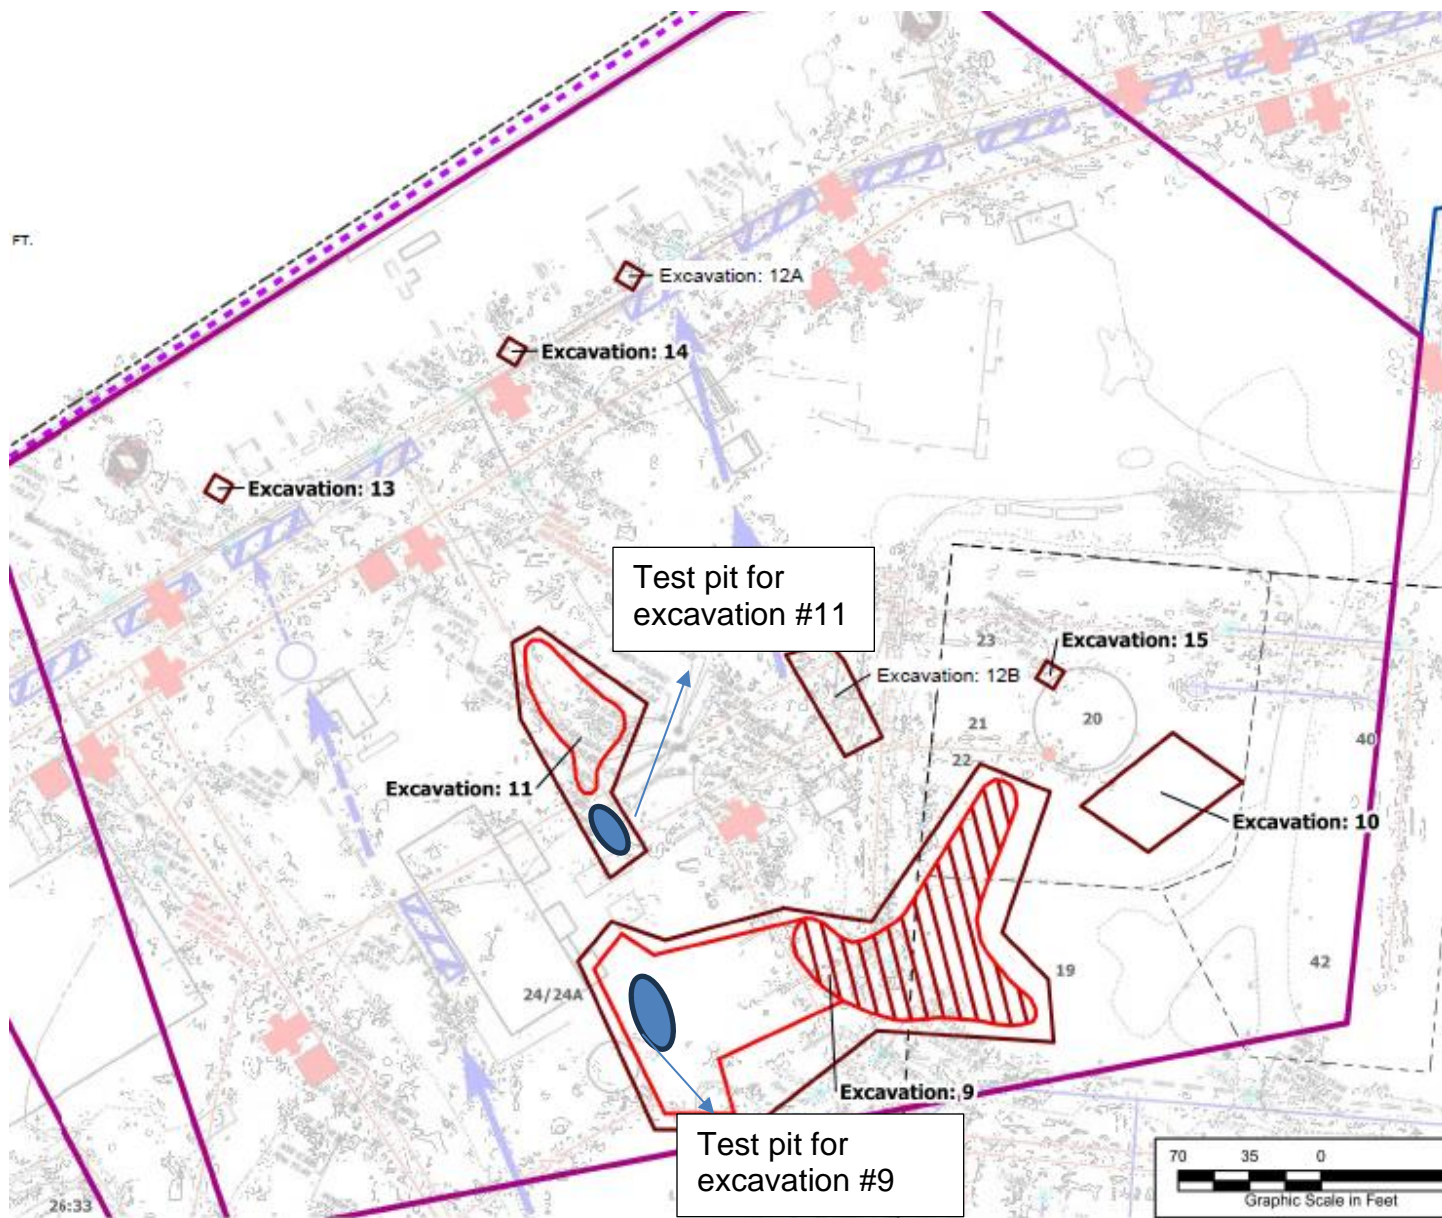 FT.
Excavation: 12A
Excavation: 14
Excavation: 13
Test pit for
excavation #11
23
Excavation: 15
Excavation: 12B
21
20
22
40
Excavation: 11
Excavation: 10
19
42
24/24A
Excavation: 9
Test pit for
excavation #9
70 35 0
Graphic Scale in Feet
26:33